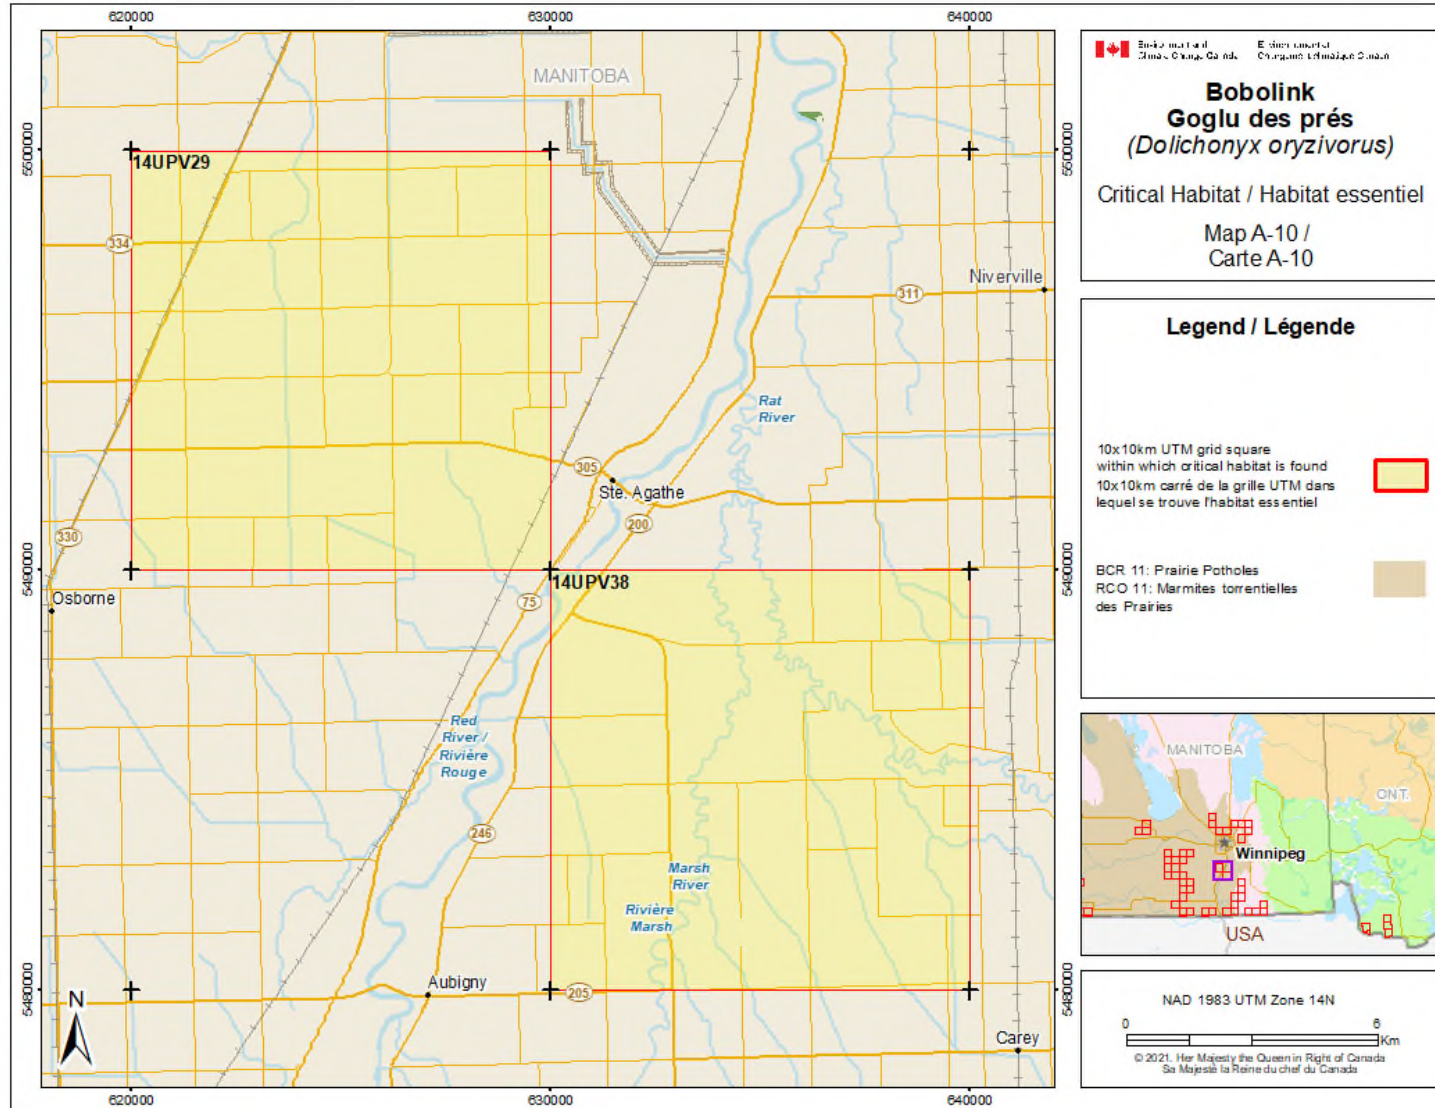 620000
630000
640000
MANITOBA
5500000
5500000
14UPV29
334
Niverville
311
Rat
River
305
Ste. Agathe
200
330
5490000
5490000
14UPV38
75
Osborne
Red
River /
Rivière
Rouge
246
Marsh
River
Rivière
Marsh
Aubigny
205
5480000
5480000
N
Carey
620000
630000
640000
Bobolink
Goglu des prés
(Dolichonyx oryzivorus)
Critical Habitat / Habitat essentiel
Map A-10 /
Carte A-10
Legend / Légende
10x10km UTM grid square
within which critical habitat is found
10x10km carré de la grille UTM dans
lequel se trouve l'habitat essentiel
BCR 11: Prairie Potholes
RCO 11: Marmites torrentielles
des Prairies
MANITOBA
ONT.
Winnipeg
USA
NAD 1983 UTM Zone 14N
0 6
Km
© 2021. Her Majesty the Queen in Right of Canada
Sa Majesté la Reine du chef du Canada